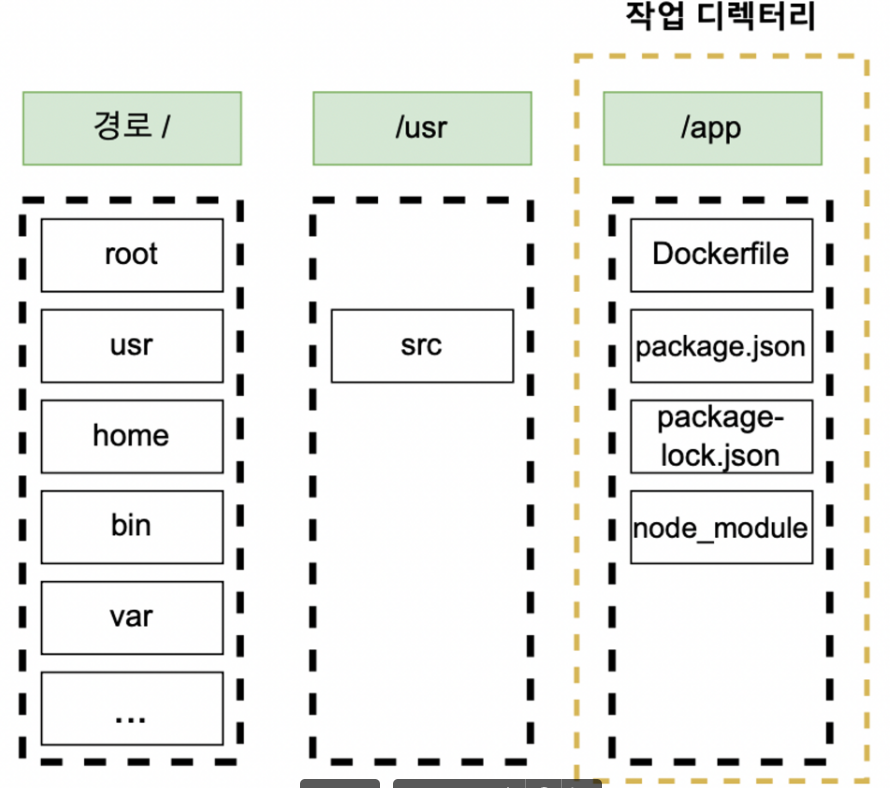 작업 디렉터리
경로 /
root
usr
home
bin
var
...
/usr
src
/app
Dockerfile
package.json
package-
lock.json
node_module